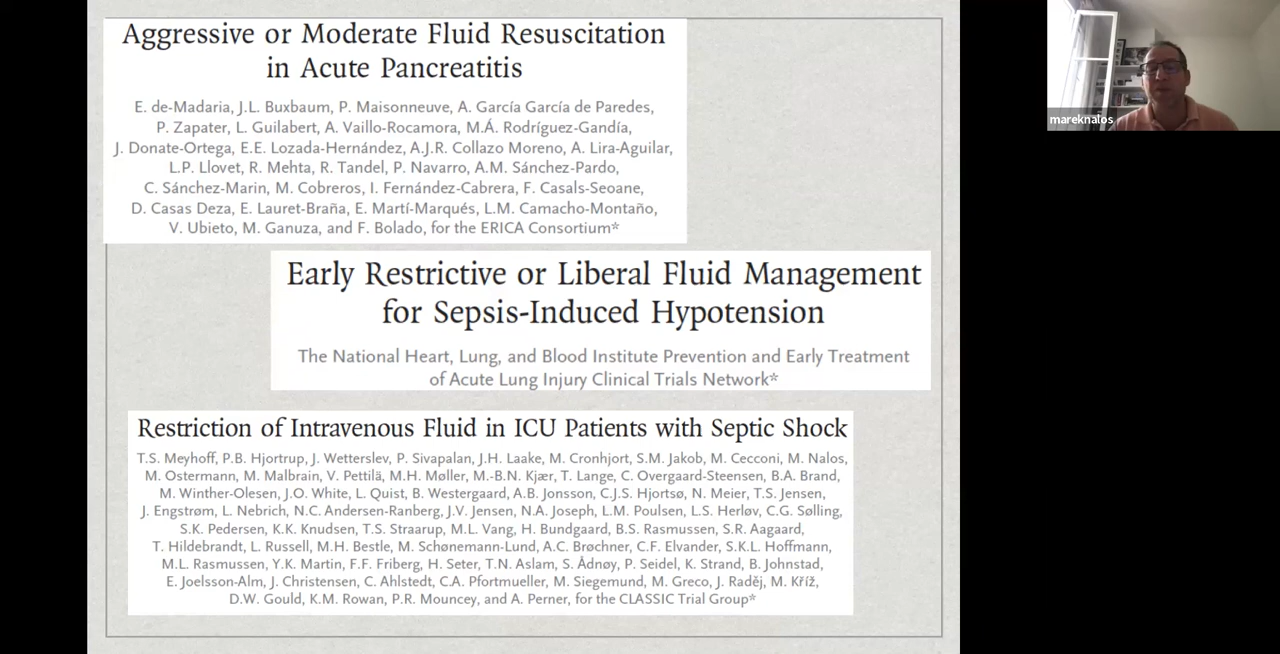 Aggressive or Moderate Fluid Resuscitation
in Acute Pancreatitis
E. de-Madaria, J.L. Buxbaum, P. Maisonneuve, A. García García de Paredes,
P. Zapater, L. Guilabert, A. Vaillo-Rocamora, M.Á. Rodríguez-Gandía,
J. Donate-Ortega, E.E. Lozada-Hernández, A.J.R. Collazo Moreno, A. Lira-Aguilar,
L.P. Llovet, R. Mehta, R. Tandel, P. Navarro, A.M. Sánchez-Pardo,
C. Sánchez-Marin, M. Cobreros, I. Fernández-Cabrera, F. Casals-Seoane,
D. Casas Deza, E. Lauret-Braña, E. Martí-Marqués, L.M. Camacho-Montaño,
V. Ubieto, M. Ganuza, and F. Bolado, for the ERICA Consortium*
Early Restrictive or Liberal Fluid Management
for Sepsis-Induced Hypotension
The National Heart, Lung, and Blood Institute Prevention and Early Treatment
of Acute Lung Injury Clinical Trials Network*
Restriction of Intravenous Fluid in ICU Patients with Septic Shock
T.S. Meyhoff, P.B. Hjortrup, J. Wetterslev, P. Sivapalan, J.H. Laake, M. Cronhjort, S.M. Jakob, M. Cecconi, M. Nalos,
M. Ostermann, M. Malbrain, V. Pettilä, M.H. Møller, M.-B.N. Kjær, T. Lange, C. Overgaard-Steensen, B.A. Brand,
M. Winther-Olesen, J.O. White, L. Quist, B. Westergaard, A.B. Jonsson, C.J.S. Hjortsø, N. Meier, T.S. Jensen,
J. Engstrøm, L. Nebrich, N.C. Andersen-Ranberg, J.V. Jensen, N.A. Joseph, L.M. Poulsen, L.S. Herløv, C.G. Sølling,
S.K. Pedersen, K.K. Knudsen, T.S. Straarup, M.L. Vang, H. Bundgaard, B.S. Rasmussen, S.R. Aagaard,
T. Hildebrandt, L. Russell, M.H. Bestle, M. Schønemann-Lund, A.C. Brøchner, C.F. Elvander, S.K.L. Hoffmann,
M.L. Rasmussen, Y.K. Martin, F.F. Friberg, H. Seter, T.N. Aslam, S. Ådnøy, P. Seidel, K. Strand, B. Johnstad,
E. Joelsson-Alm, J. Christensen, C. Ahlstedt, C.A. Pfortmueller, M. Siegemund, M. Greco, J. Raděj, M. Kříž,
D.W. Gould, K.M. Rowan, P.R. Mouncey, and A. Perner, for the CLASSIC Trial Group*
mareknalos